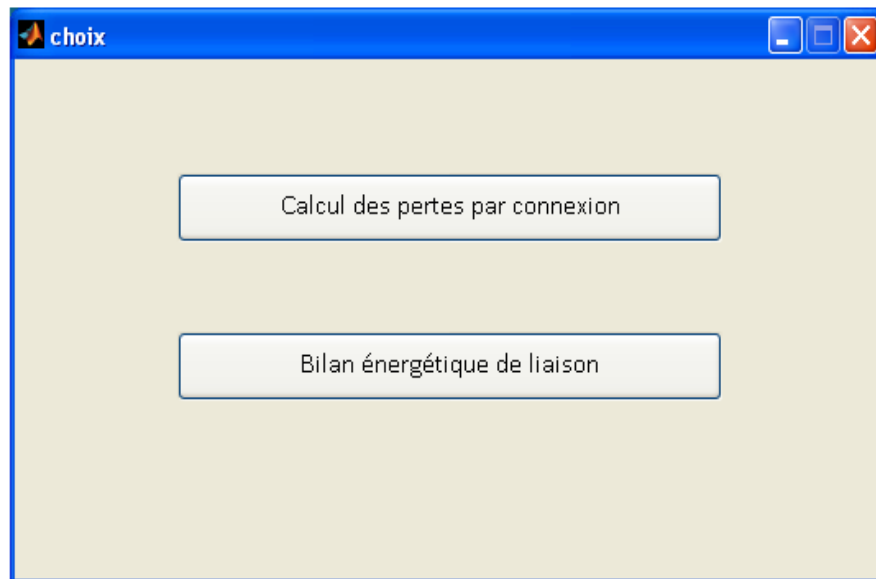 choix
Calcul des pertes par connexion
Bilan énergétique de liaison